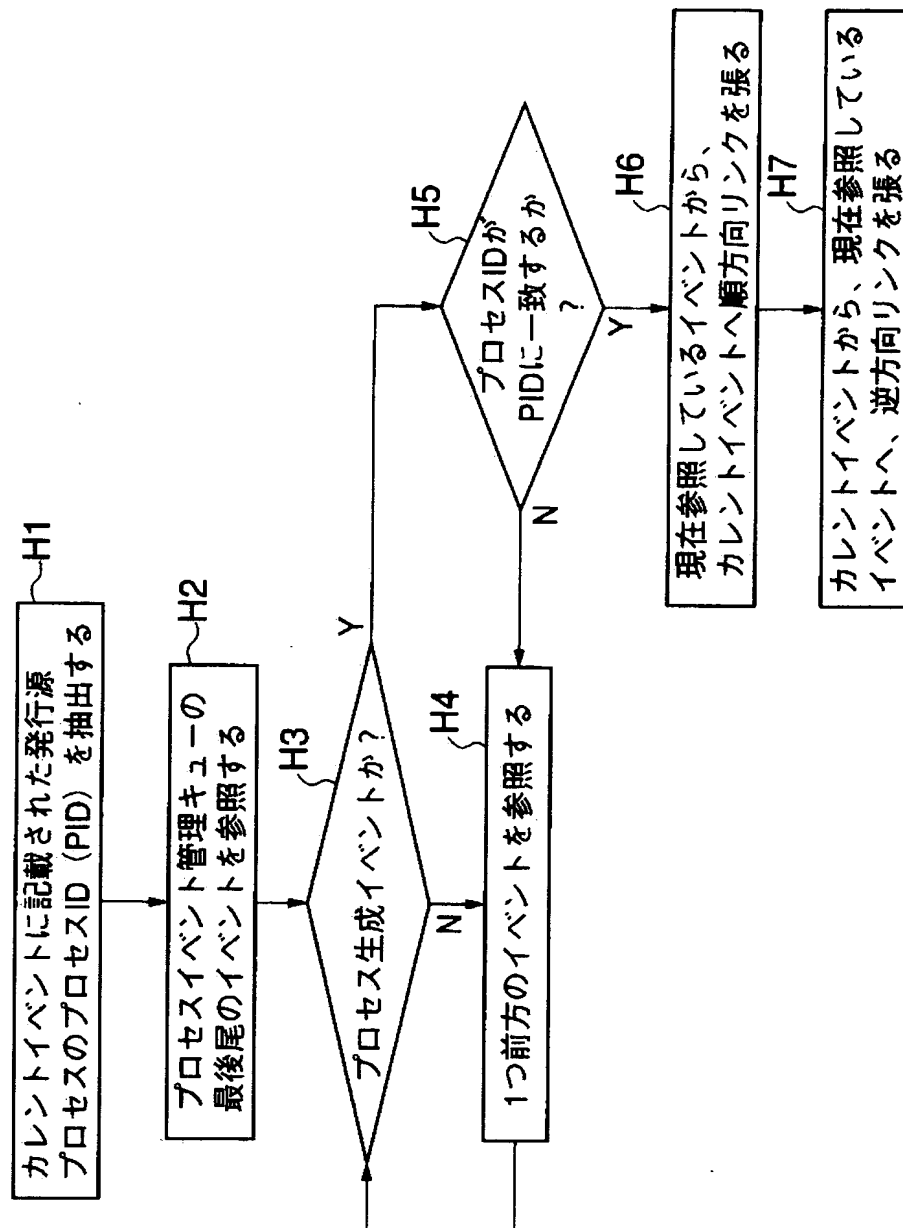 カレントイベントに記載された発行源
プロセスのプロセスID（PID）を抽出する
H1
プロセスイベント管理キューの
最後尾のイベントを参照する
H2
プロセス生成イベントか？
H3
Y
N
1つ前方のイベントを参照する
H4
プロセスIDが
PIDに一致するか
？
H5
N
Y
現在参照しているイベントから、
カレントイベントへ順方向リンクを張る
H6
カレントイベントから、現在参照している
イベントへ、逆方向リンクを張る
H7